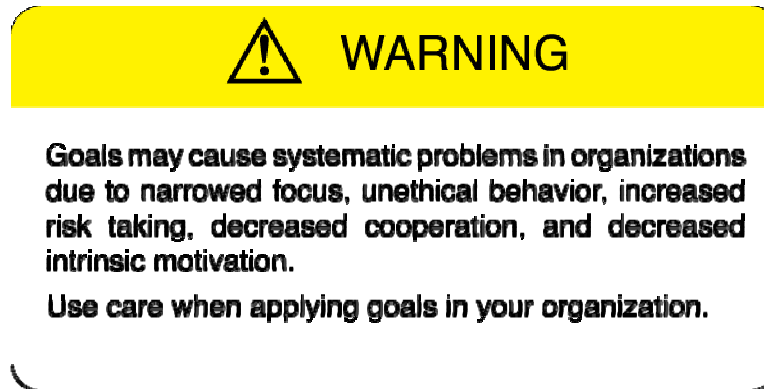 WARNING
Goals may cause systematic problems in organizations
due to narrowed focus, unethical behavior, increased
risk taking, decreased cooperation, and decreased
intrinsic motivation.
Use care when applying goals in your organization.